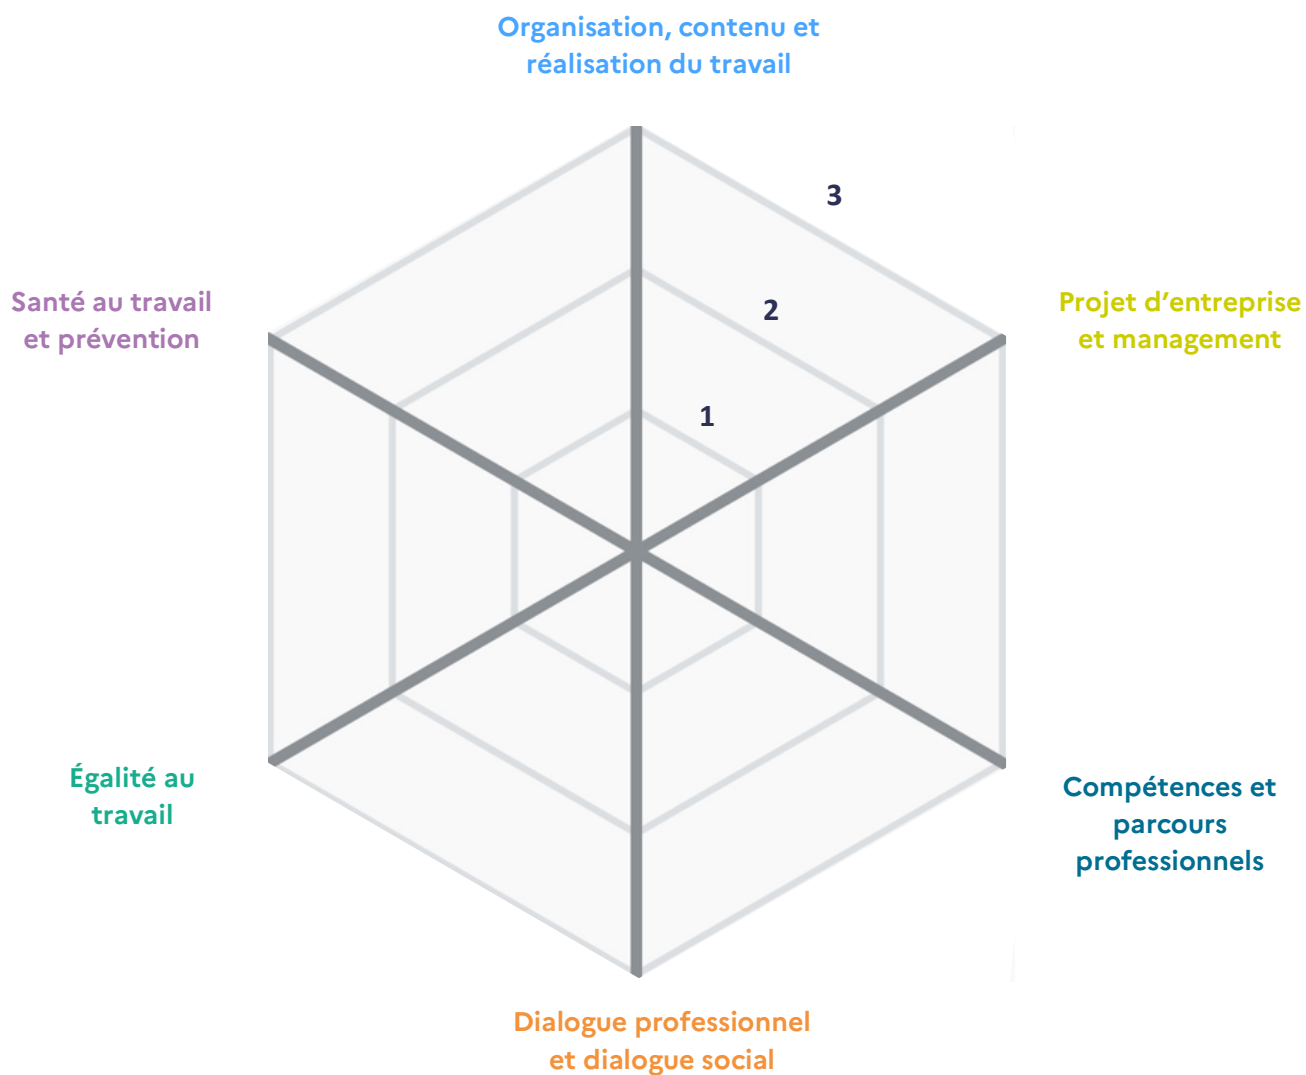 Organisation, contenu et
réalisation du travail
3
Santé au travail
et prévention
2
Projet d’entreprise
et management
1
Égalité au
travail
Compétences et
parcours
professionnels
Dialogue professionnel
et dialogue social